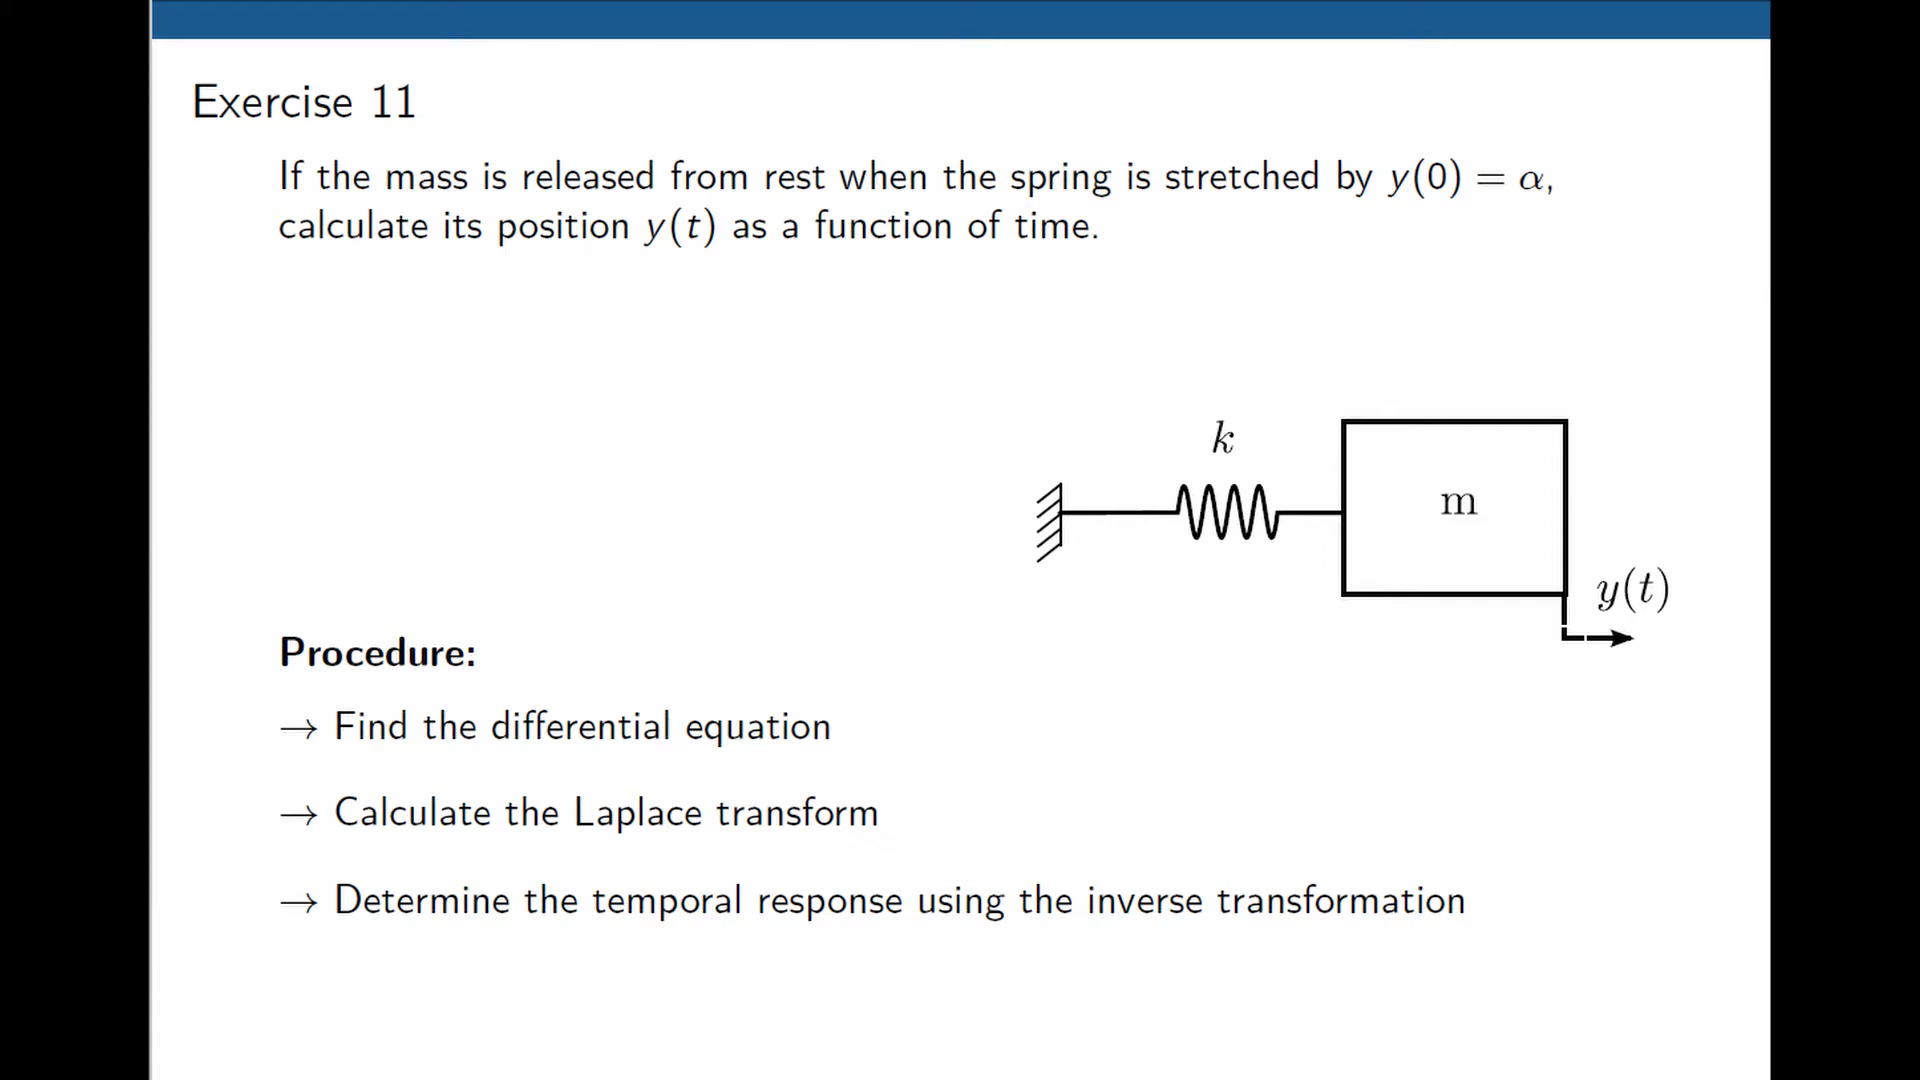 Exercise 11
If the mass is released from rest when the spring is stretched by y(0) = α,
calculate its position y(t) as a function of time.
k
m
y(t)
Procedure:
→ Find the differential equation
→ Calculate the Laplace transform
→ Determine the temporal response using the inverse transformation